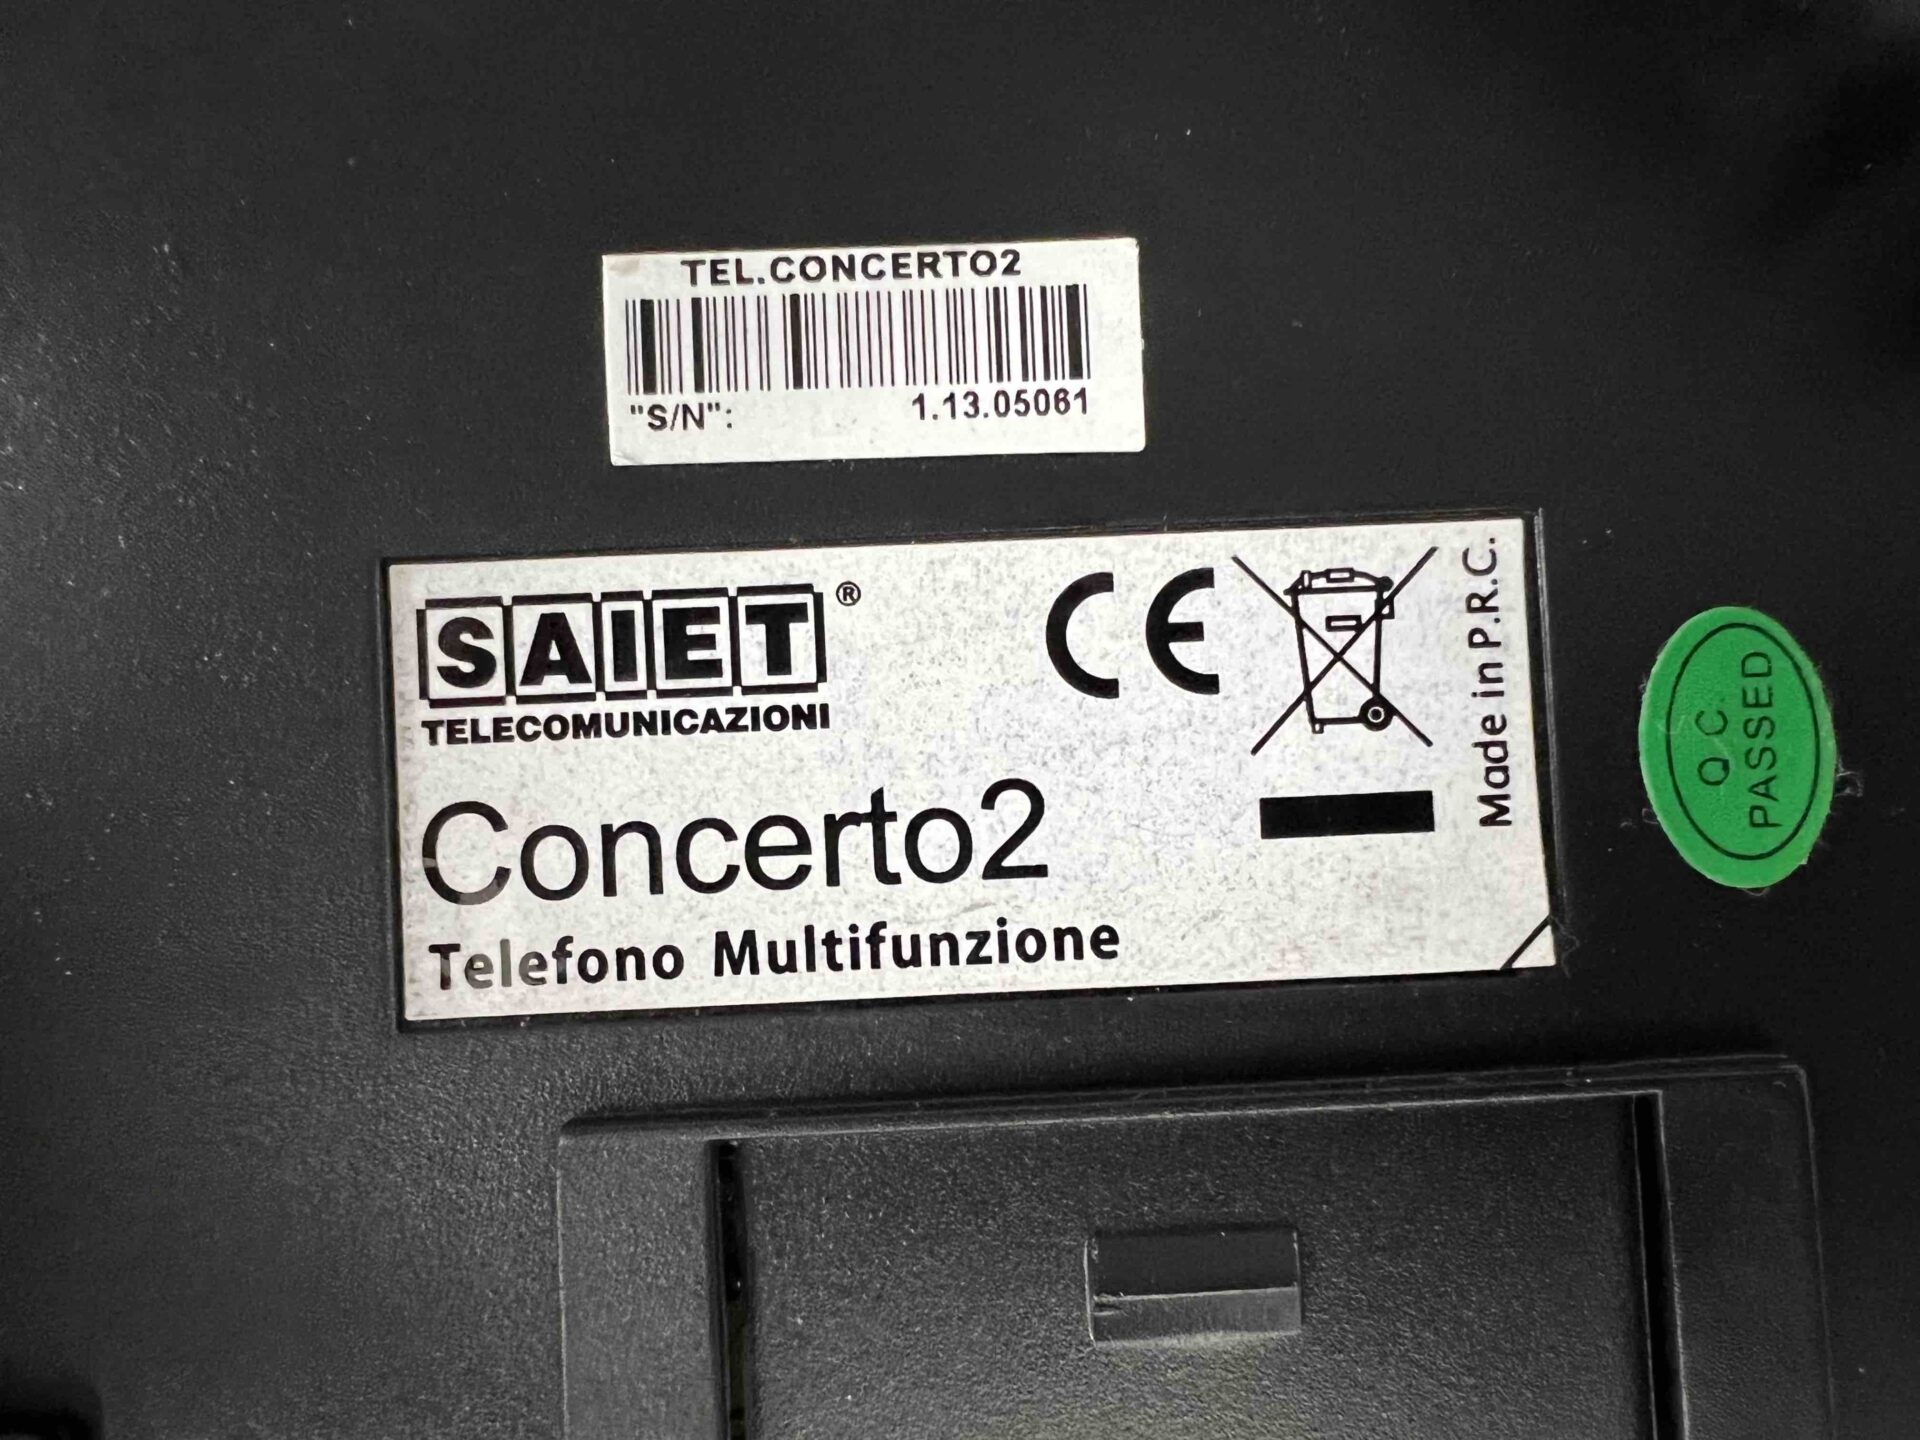 TEL.CONCERTO2
"S/N": 1.13.05061
SAIET®
TELECOMUNICAZIONI
CE
Concerto2
Telefono Multifunzione
Made in P.R.C.
Q.C.
PASSED